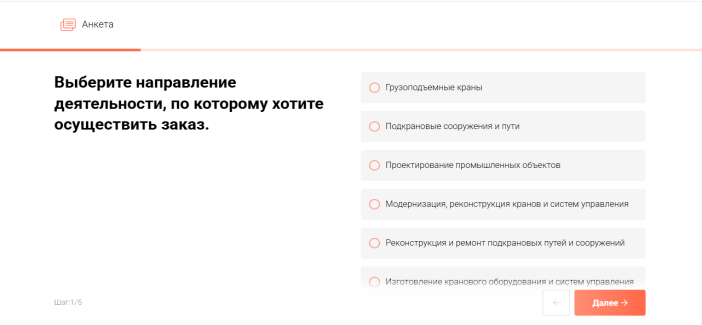 Анкета
Выберите направление
деятельности, по которому хотите
осуществить заказ.
Грузоподъемные краны
Подкрановые сооружения и пути
Проектирование промышленных объектов
Модернизация, реконструкция кранов и систем управления
Реконструкция и ремонт подкрановых путей и сооружений
Изготовление кранового оборудования и систем управления
Шаг:1/5
← Далее →